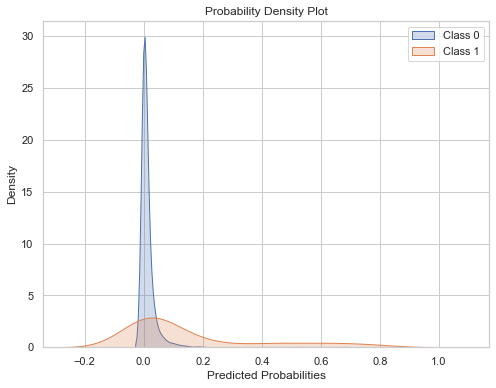 Probability Density Plot
Class 0
Class 1
30
25
20
15
10
5
0
Density
−0.2
0.0
0.2
0.4
0.6
0.8
1.0
Predicted Probabilities